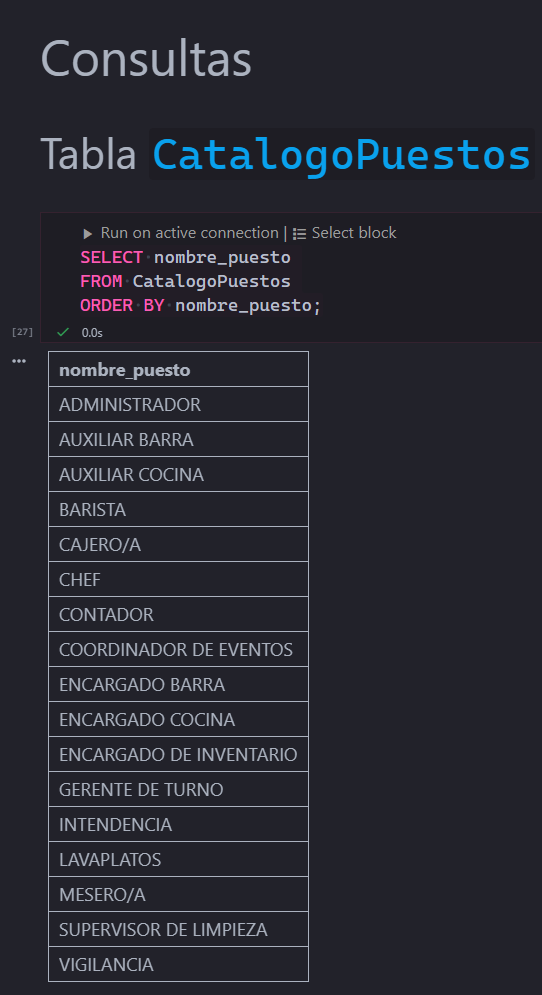 Consultas
Tabla CatalogoPuestos
Run on active connection | Select block
SELECT nombre_puesto
FROM CatalogoPuestos
ORDER BY nombre_puesto;
[27] 0.0s
nombre_puesto
ADMINISTRADOR
AUXILIAR BARRA
AUXILIAR COCINA
BARISTA
CAJERO/A
CHEF
CONTADOR
COORDINADOR DE EVENTOS
ENCARGADO BARRA
ENCARGADO COCINA
ENCARGADO DE INVENTARIO
GERENTE DE TURNO
INTENDENCIA
LAVAPLATOS
MESERO/A
SUPERVISOR DE LIMPIEZA
VIGILANCIA